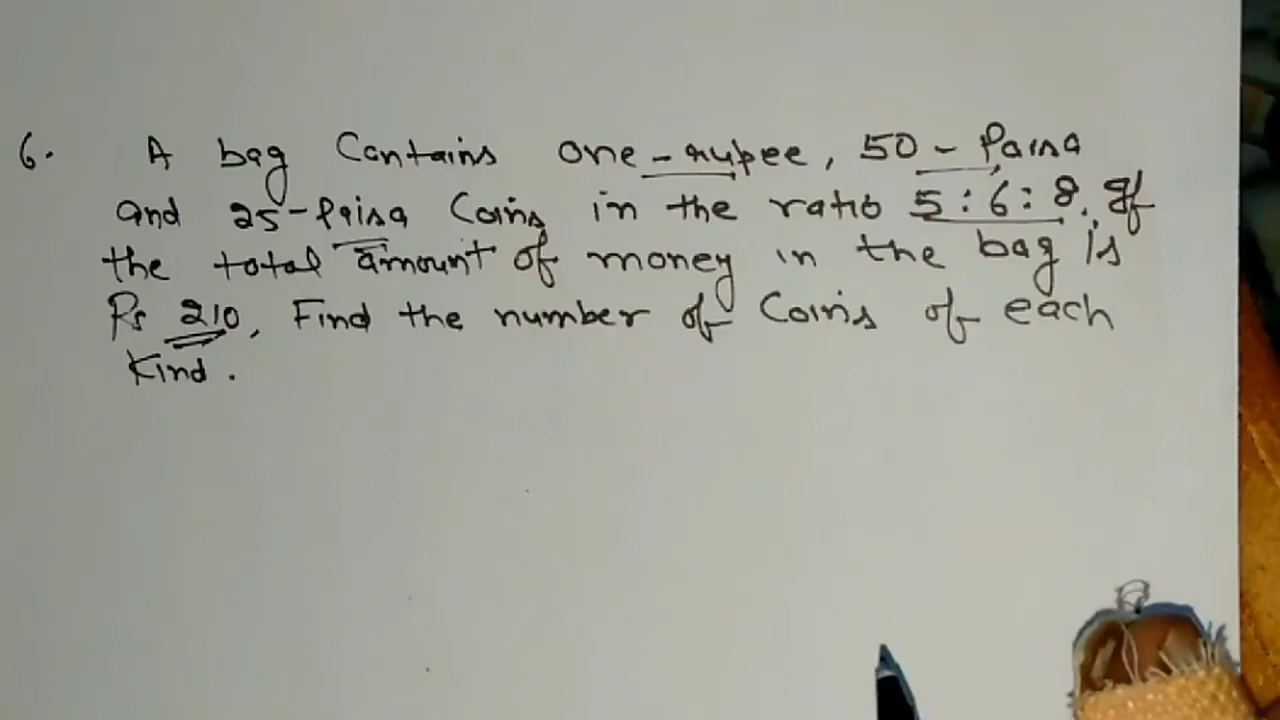 6. A bag Contains one-rupee, 50-Paisa
and 25-Paisa Coins in the ratio 5:6:8. If
the total amount of money in the bag is
Rs 210, Find the number of Coins of each
Kind.